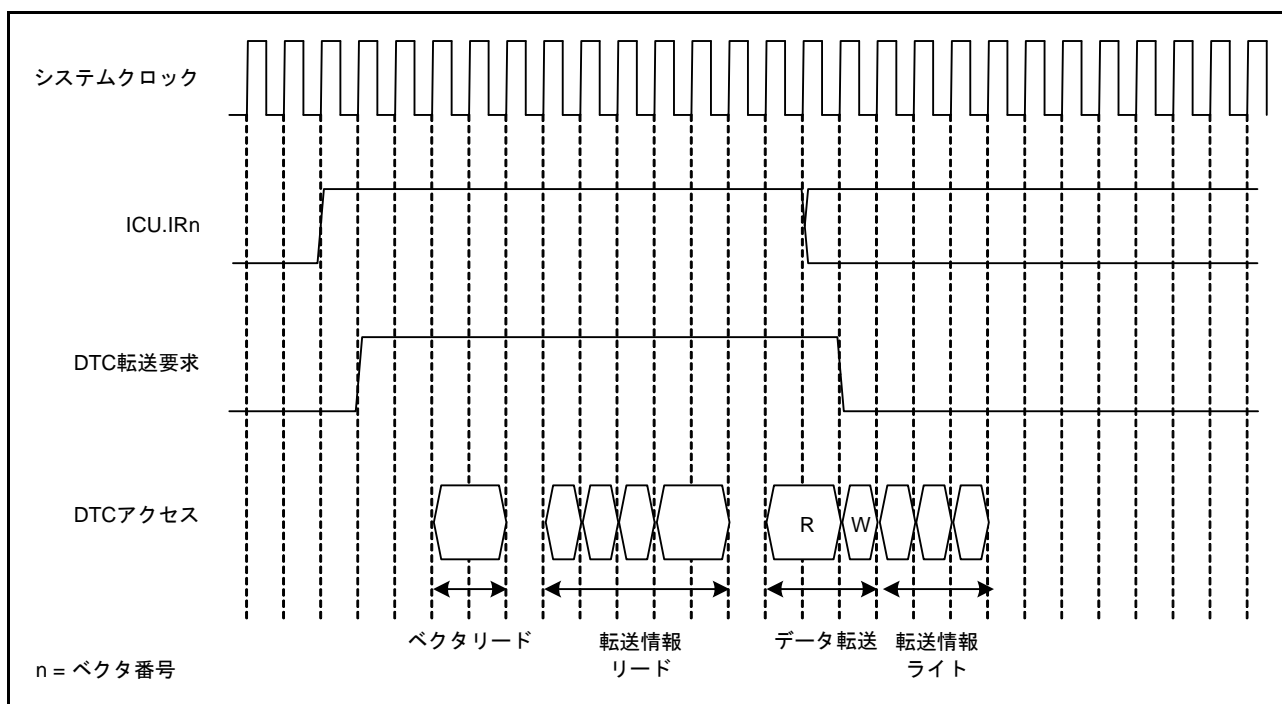 システムクロック
ICU.IRn
DTC転送要求
DTCアクセス
R
W
ベクタリード
転送情報
リード
データ転送
転送情報
ライト
n = ベクタ番号